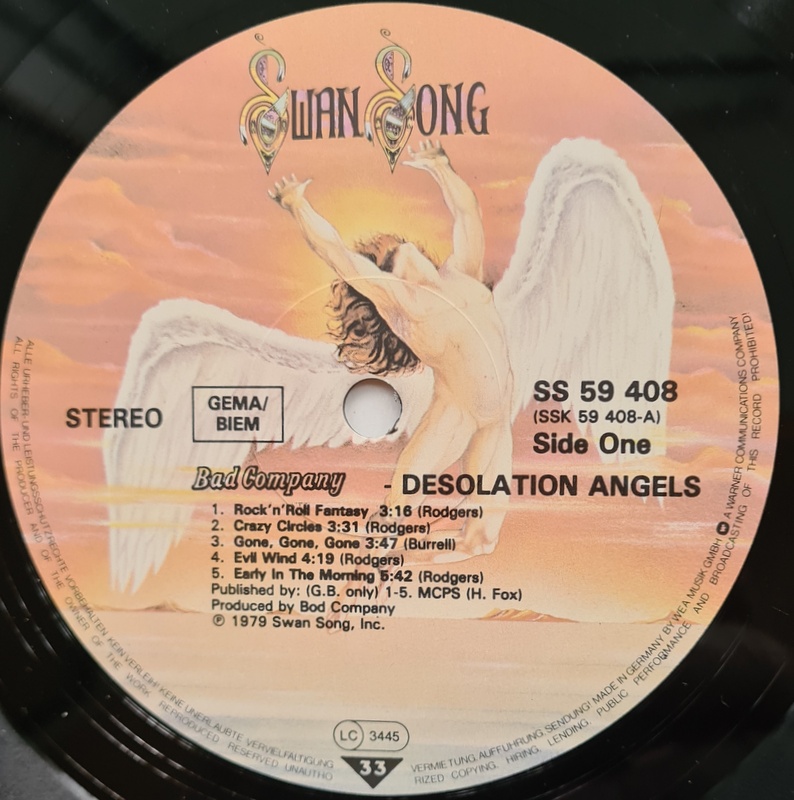 SWAN SONG
STEREO
GEMA/
BIEM
SS 59 408
(SSK 59 408-A)
Side One
Bad Company - DESOLATION ANGELS
1. Rock'n'Roll Fantasy 3:16 (Rodgers)
2. Crazy Circles 3:31 (Rodgers)
3. Gone, Gone, Gone 3:47 (Burrell)
4. Evil Wind 4:19 (Rodgers)
5. Early In The Morning 5:42 (Rodgers)
Published by: (G.B. only) 1-5. MCPS (H. Fox)
Produced by Bod Company
℗ 1979 Swan Song, Inc.
LC 3445
33
ALLE URHEBER- UND LEISTUNGSSCHUTZRECHTE VORBEHALTEN. KEIN VERLEIH! KEINE UNERLAUBTE VERVIELFÄLTIGUNG VERMIETUNG, AUFFÜHRUNG, SENDUNG! MADE IN GERMANY BY WEA MUSIK GMBH A WARNER COMMUNICATIONS COMPANY
ALL RIGHTS OF THE PRODUCER AND OF THE OWNER OF THE WORK REPRODUCED RESERVED UNAUTHO RIZED COPYING, HIRING, LENDING, PUBLIC PERFORMANCE AND BROADCASTING OF THIS RECORD PROHIBITED!